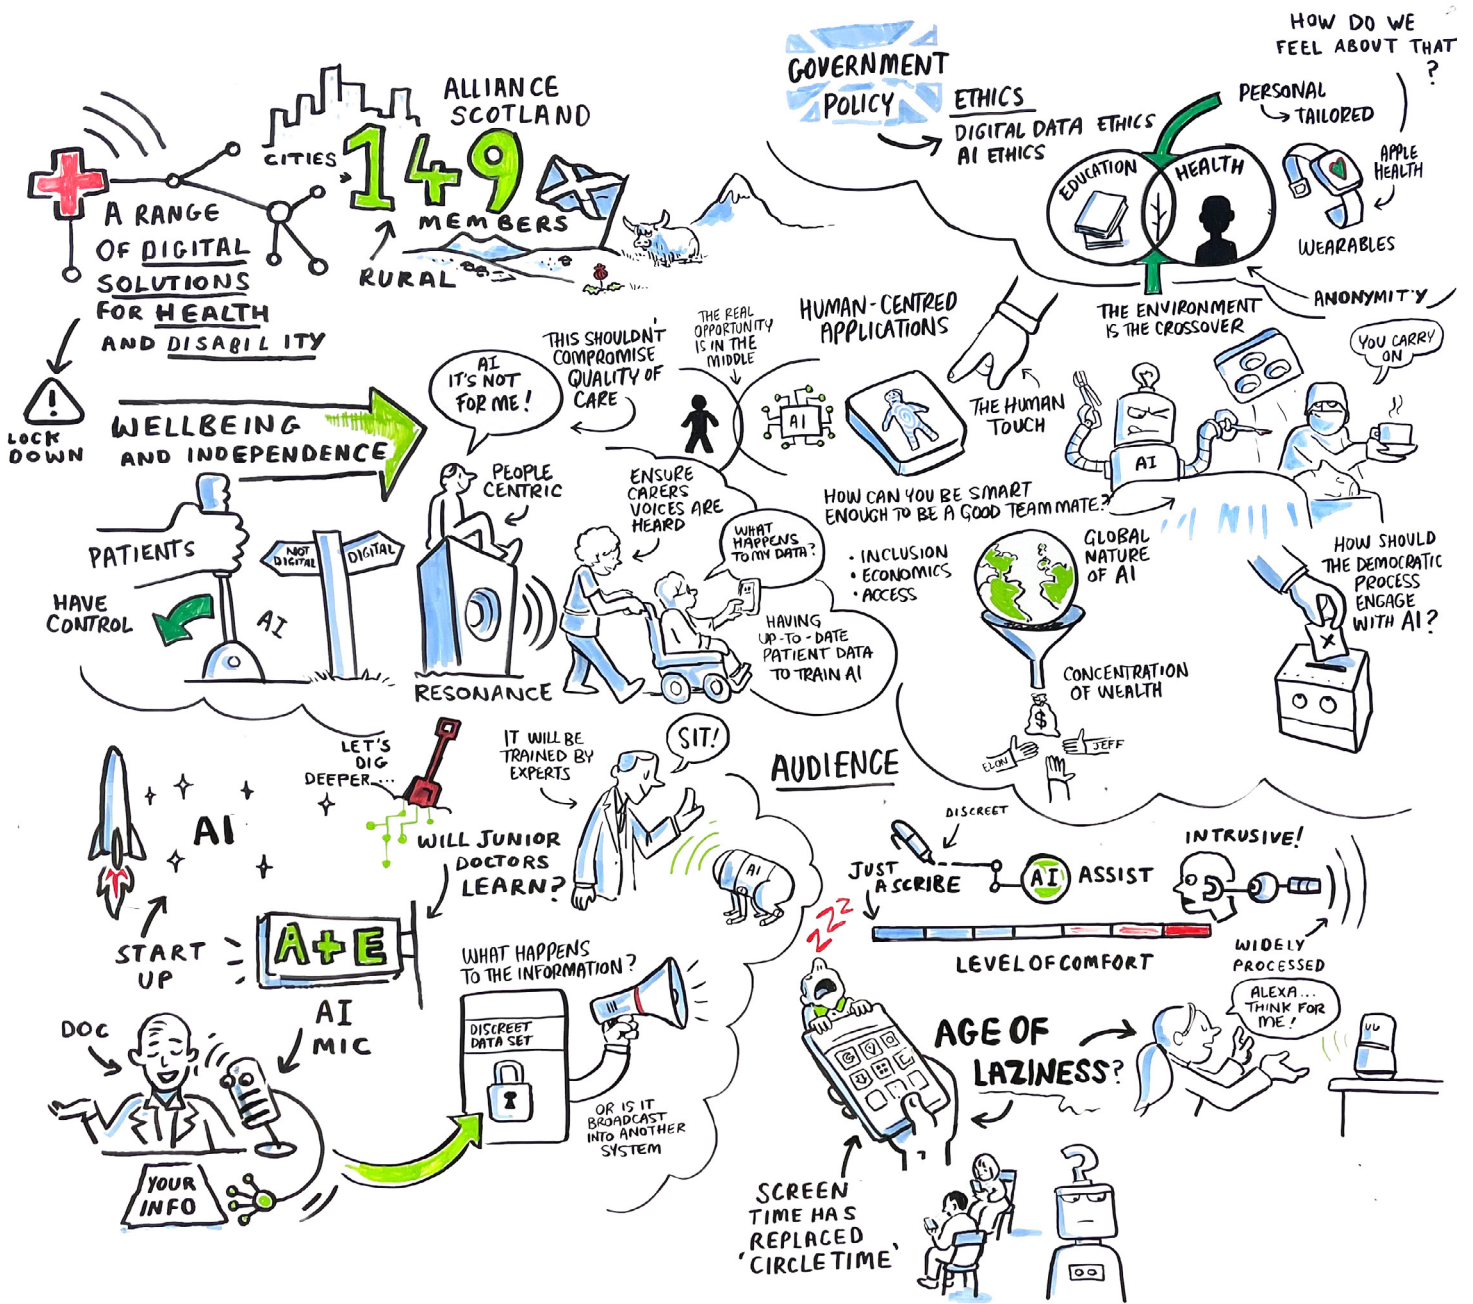 ALLIANCE
SCOTLAND
CITIES
149
MEMBERS
RURAL
A RANGE
OF DIGITAL
SOLUTIONS
FOR HEALTH
AND DISABILITY
LOCK
DOWN
WELLBEING
AND INDEPENDENCE
PATIENTS
HAVE
CONTROL
AI
NOT
DIGITAL
DIGITAL
AI
IT'S NOT
FOR ME!
THIS SHOULDN'T
COMPROMISE
QUALITY OF
CARE
PEOPLE
CENTRIC
RESONANCE
ENSURE
CARERS
VOICES ARE
HEARD
WHAT
HAPPENS
TO MY DATA?
HAVING
UP-TO-DATE
PATIENT DATA
TO TRAIN AI
GOVERNMENT
POLICY
ETHICS
DIGITAL DATA ETHICS
AI ETHICS
EDUCATION
HEALTH
PERSONAL
TAILORED
HOW DO WE
FEEL ABOUT THAT
?
APPLE
HEALTH
WEARABLES
ANONYMITY
THE ENVIRONMENT
IS THE CROSSOVER
THE REAL
OPPORTUNITY
IS IN THE
MIDDLE
HUMAN-CENTRED
APPLICATIONS
AI
THE HUMAN
TOUCH
AI
YOU CARRY
ON
HOW CAN YOU BE SMART
ENOUGH TO BE A GOOD TEAM MATE?
• INCLUSION
• ECONOMICS
• ACCESS
GLOBAL
NATURE
OF AI
CONCENTRATION
OF WEALTH
$
ELON
JEFF
HOW SHOULD
THE DEMOCRATIC
PROCESS
ENGAGE
WITH AI?
X
AI
START
UP
LET'S
DIG
DEEPER...
WILL JUNIOR
DOCTORS
LEARN?
A+E
AI
MIC
DOC
YOUR
INFO
IT WILL BE
TRAINED BY
EXPERTS
SIT!
AI
WHAT HAPPENS
TO THE INFORMATION?
DISCREET
DATA SET
OR IS IT
BROADCAST
INTO ANOTHER
SYSTEM
AUDIENCE
DISCREET
JUST
A SCRIBE
AI ASSIST
INTRUSIVE!
LEVEL OF COMFORT
WIDELY
PROCESSED
ZZZ
AGE OF
LAZINESS?
ALEXA...
THINK FOR
ME!
SCREEN
TIME HAS
REPLACED
'CIRCLE TIME'
?